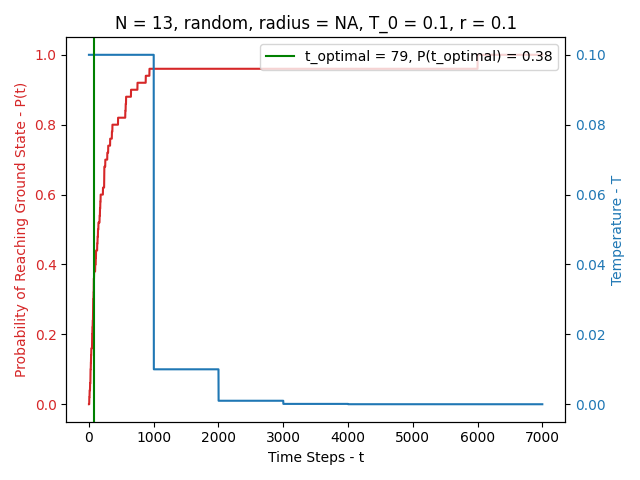 N = 13, random, radius = NA, T_0 = 0.1, r = 0.1
t_optimal = 79, P(t_optimal) = 0.38
Probability of Reaching Ground State - P(t)
1.0
0.8
0.6
0.4
0.2
0.0
0.10
0.08
0.06
0.04
0.02
0.00
Temperature - T
0 1000 2000 3000 4000 5000 6000 7000
Time Steps - t